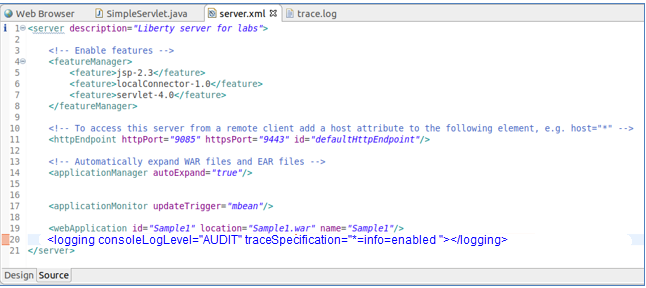 Web Browser SimpleServlet.java server.xml trace.log
1 <server description="Liberty server for labs">
2
3 <!-- Enable features -->
4 <featureManager>
5 <feature>jsp-2.3</feature>
6 <feature>localConnector-1.0</feature>
7 <feature>servlet-4.0</feature>
8 </featureManager>
9
10 <!-- To access this server from a remote client add a host attribute to the following element, e.g. host="*" -->
11 <httpEndpoint httpPort="9085" httpsPort="9443" id="defaultHttpEndpoint"/>
12
13 <!-- Automatically expand WAR files and EAR files -->
14 <applicationManager autoExpand="true"/>
15
16
17 <applicationMonitor updateTrigger="mbean"/>
18
19 <webApplication id="Sample1" location="Sample1.war" name="Sample1"/>
20 <logging consoleLogLevel="AUDIT" traceSpecification="*=info=enabled "></logging>
21 </server>
Design Source